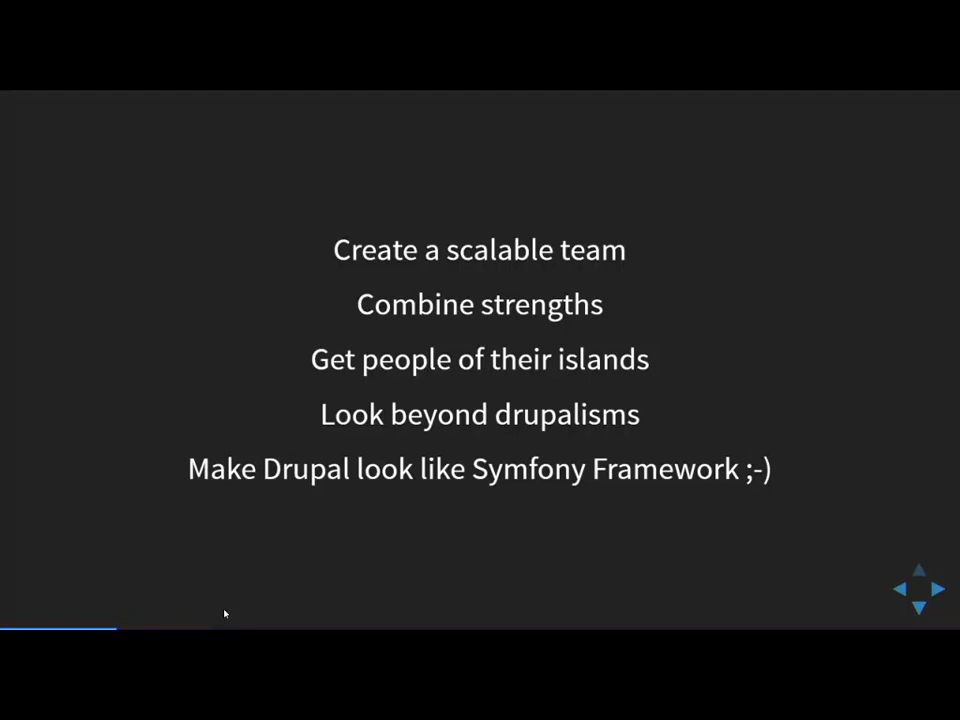 Create a scalable team
Combine strengths
Get people of their islands
Look beyond drupalisms
Make Drupal look like Symfony Framework ;-)